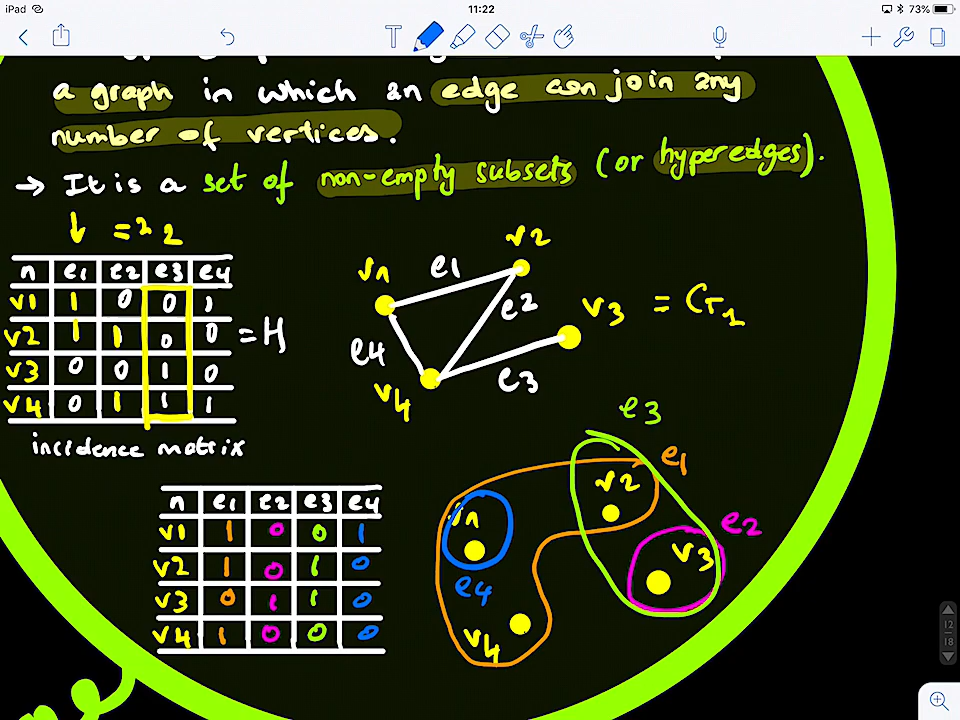 iPad
11:22
73%
T
a graph in which an edge can join any
number of vertices.
→ It is a set of non-empty subsets (or hyperedges).
↓ = 2
n e1 e2 e3 e4
v1 1 0 0 1
v2 1 1 0 0
v3 0 0 1 0
v4 0 1 1 1
= H
incidence matrix
v1 e1 v2
e2
v3 = G1
e4
v4 e3
n e1 e2 e3 e4
v1 1 0 0 1
v2 1 0 1 0
v3 0 1 1 0
v4 1 0 0 0
e3
e1
v2
v1
e2
v3
e4
v4
12
18